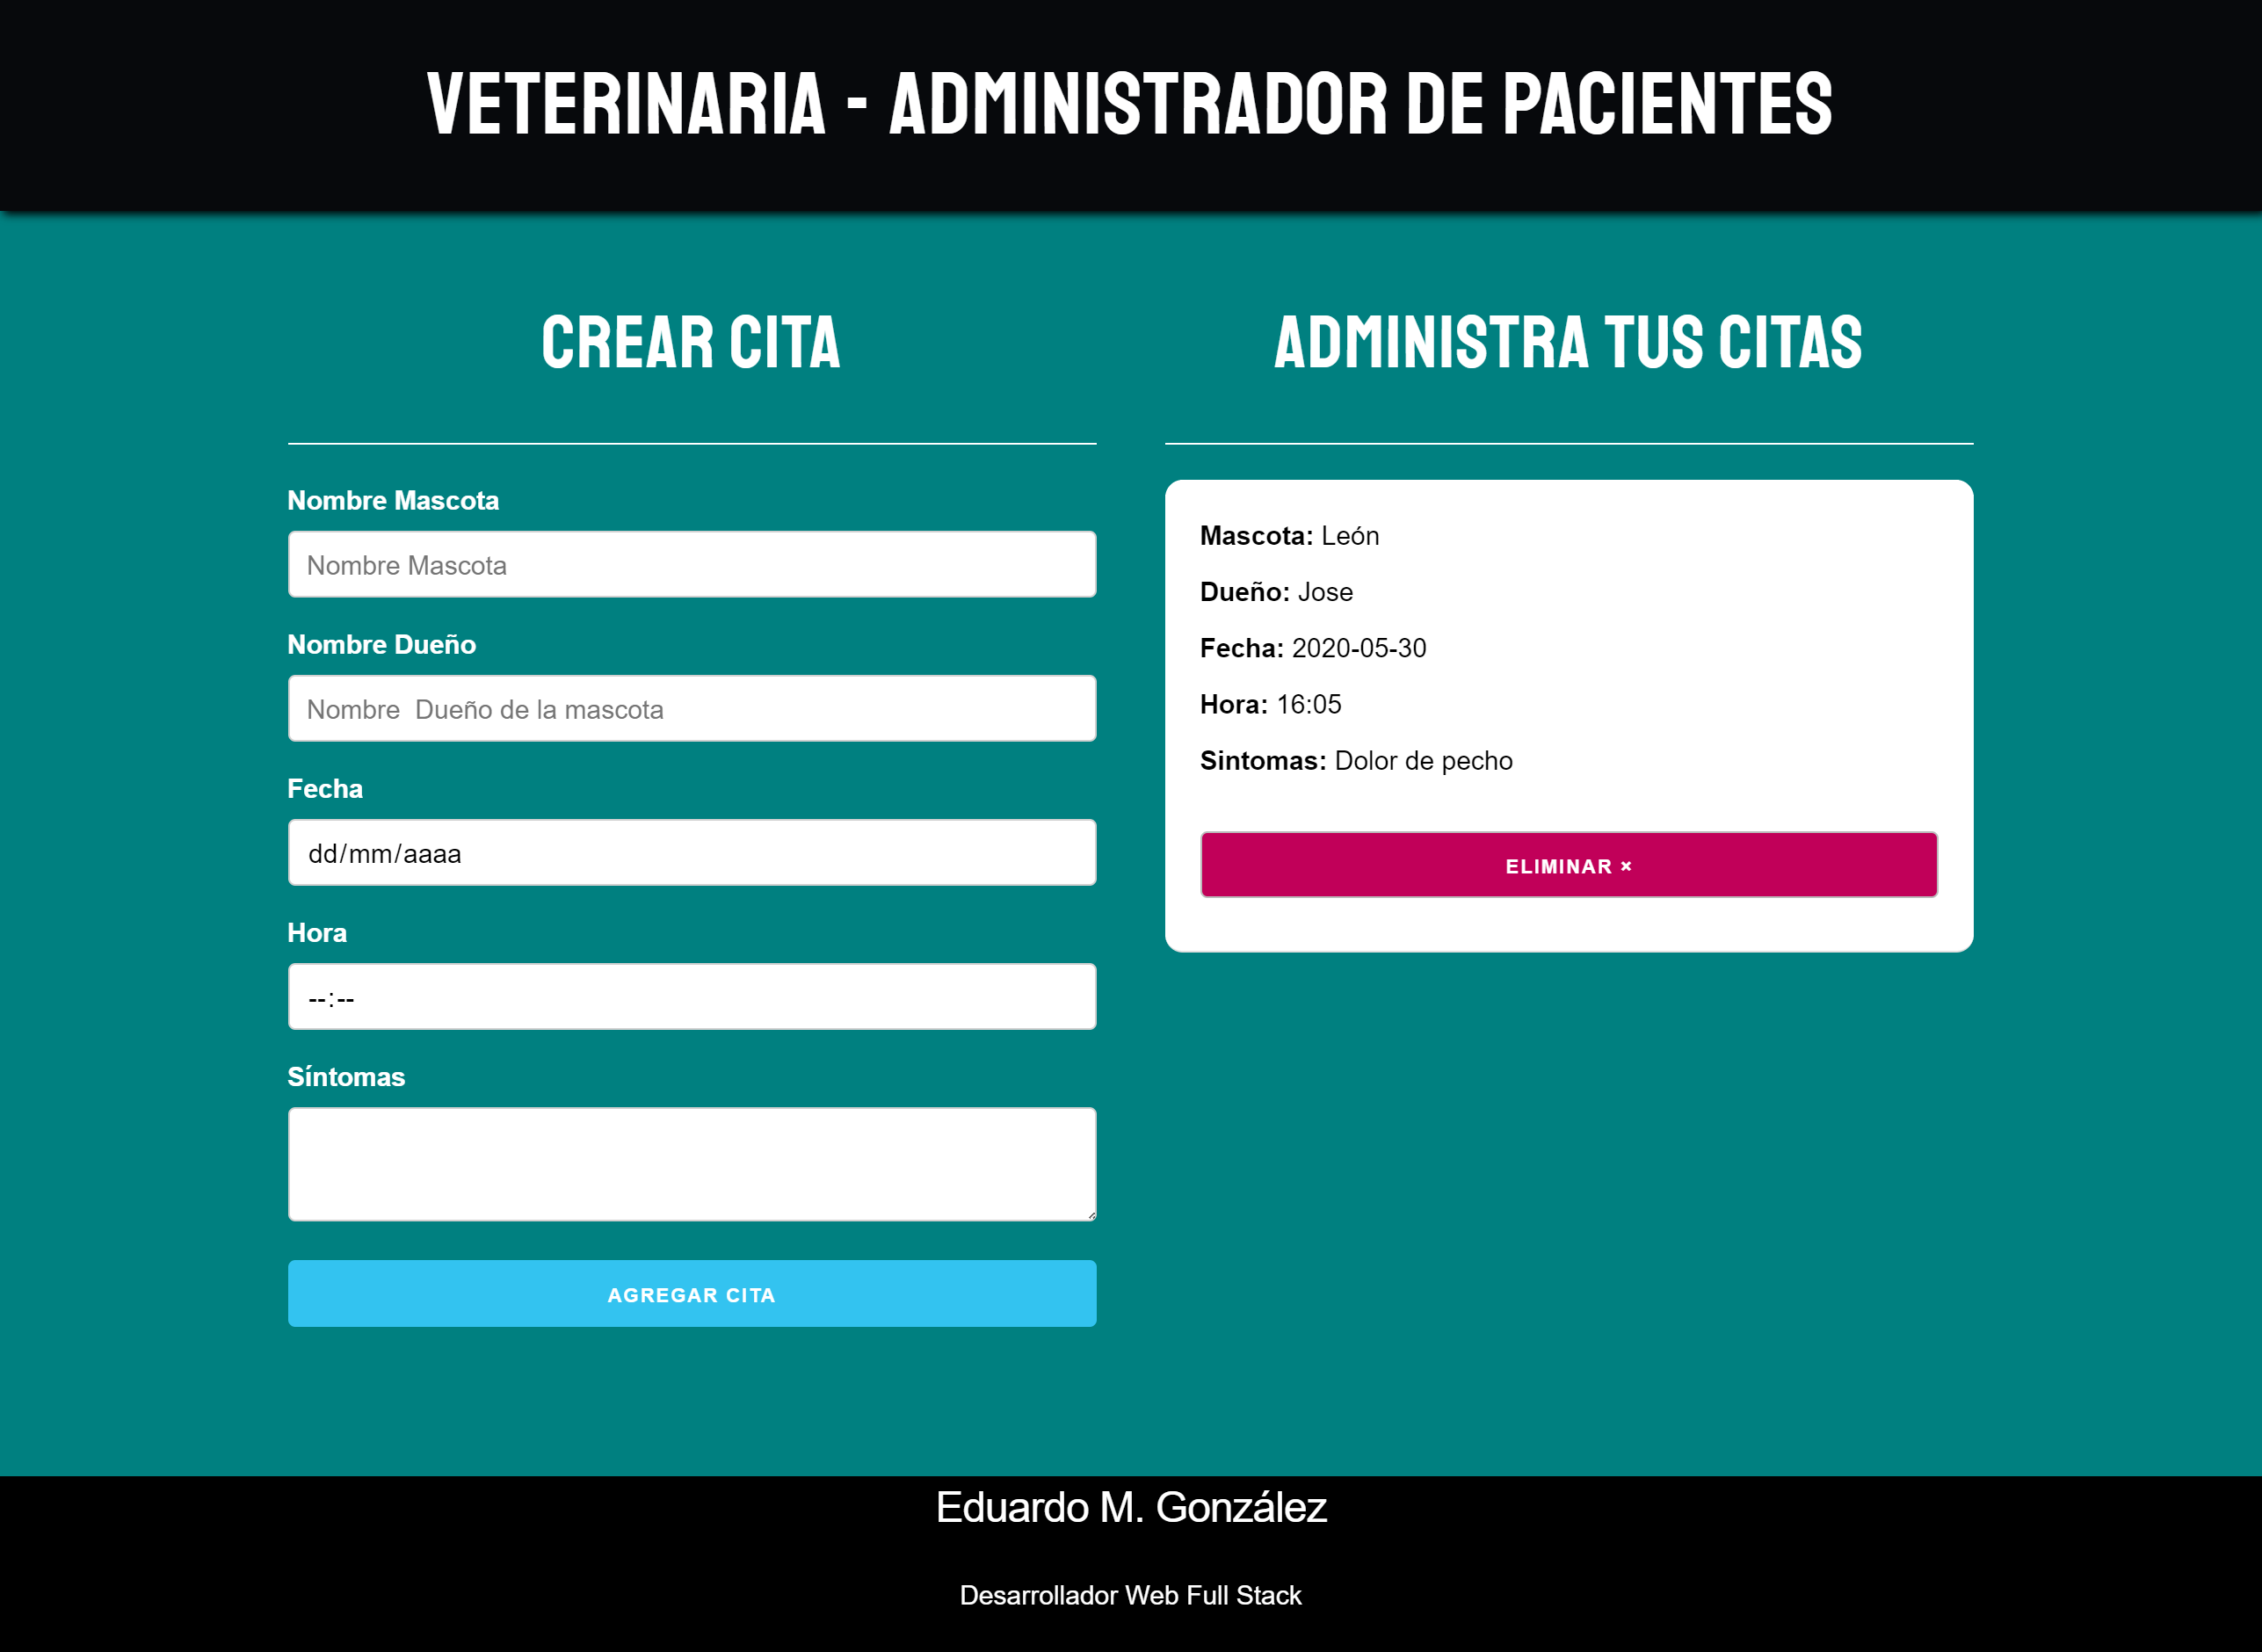 VETERINARIA - ADMINISTRADOR DE PACIENTES
CREAR CITA
Nombre Mascota
Nombre Mascota
Nombre Dueño
Nombre  Dueño de la mascota
Fecha
dd/mm/aaaa
Hora
--:--
Síntomas
AGREGAR CITA
ADMINISTRA TUS CITAS
Mascota: León
Dueño: Jose
Fecha: 2020-05-30
Hora: 16:05
Sintomas: Dolor de pecho
ELIMINAR ×
Eduardo M. González
Desarrollador Web Full Stack